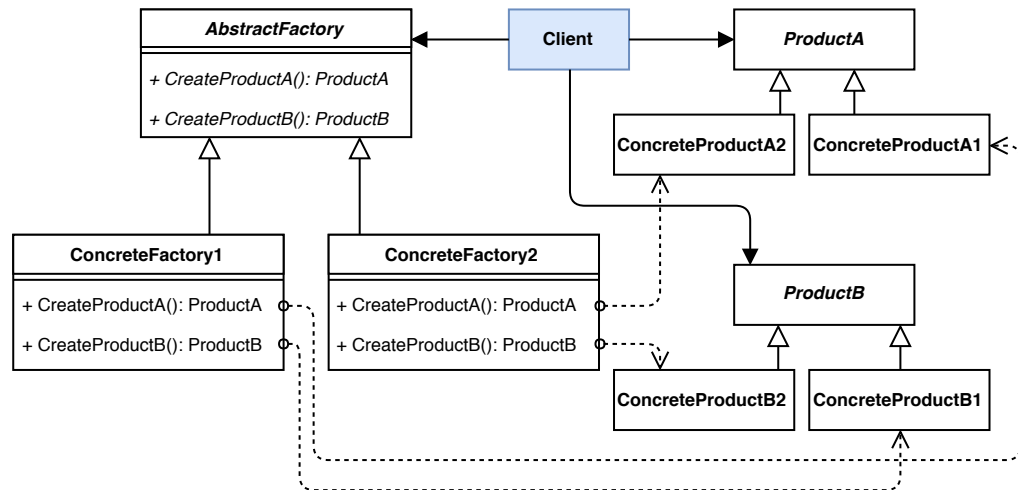 AbstractFactory
+ CreateProductA(): ProductA
+ CreateProductB(): ProductB
Client
ProductA
ConcreteProductA2
ConcreteProductA1
ConcreteFactory1
+ CreateProductA(): ProductA
+ CreateProductB(): ProductB
ConcreteFactory2
+ CreateProductA(): ProductA
+ CreateProductB(): ProductB
ProductB
ConcreteProductB2
ConcreteProductB1